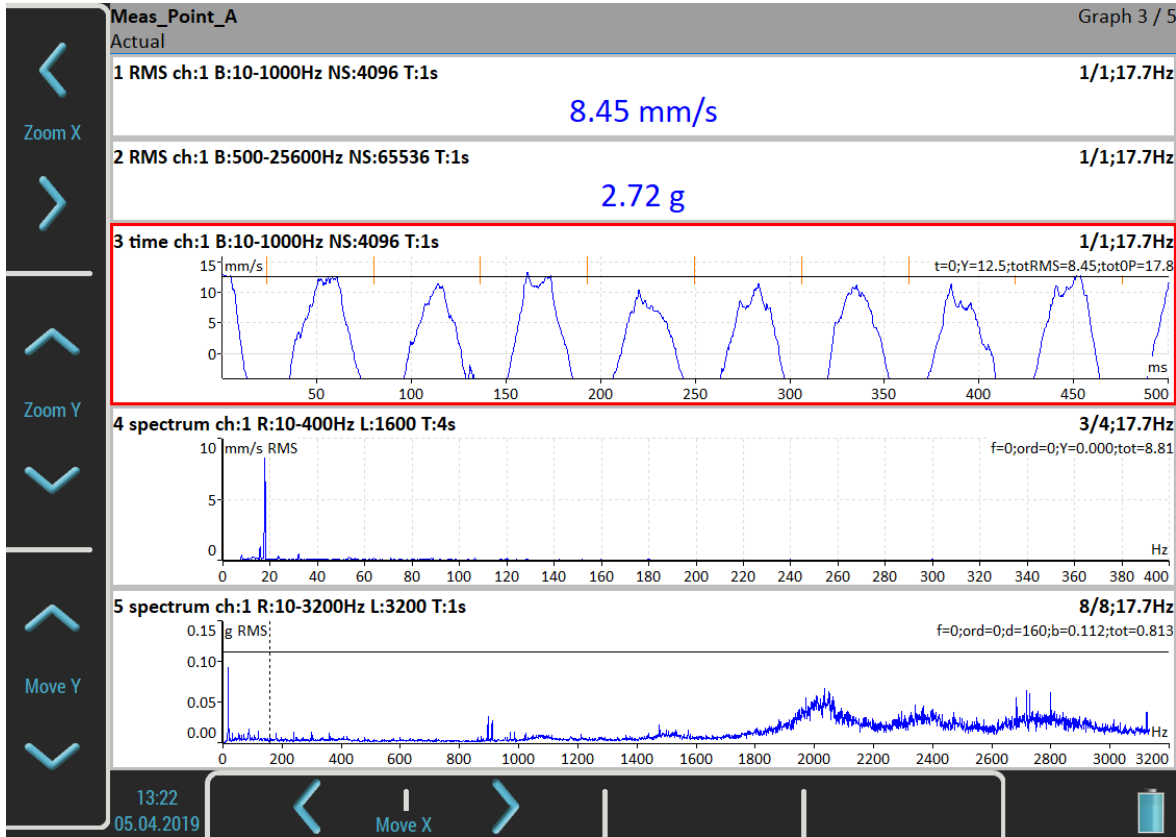 Meas_Point_A Graph 3 / 5
Actual
Zoom X
Zoom Y
Move Y
1 RMS ch:1 B:10-1000Hz NS:4096 T:1s 1/1;17.7Hz
8.45 mm/s
2 RMS ch:1 B:500-25600Hz NS:65536 T:1s 1/1;17.7Hz
2.72 g
3 time ch:1 B:10-1000Hz NS:4096 T:1s 1/1;17.7Hz
15 mm/s t=0;Y=12.5;totRMS=8.45;tot0P=17.8
10
5
0
ms
50 100 150 200 250 300 350 400 450 500
4 spectrum ch:1 R:10-400Hz L:1600 T:4s 3/4;17.7Hz
10 mm/s RMS f=0;ord=0;Y=0.000;tot=8.81
5
0 Hz
0 20 40 60 80 100 120 140 160 180 200 220 240 260 280 300 320 340 360 380 400
5 spectrum ch:1 R:10-3200Hz L:3200 T:1s 8/8;17.7Hz
0.15 g RMS f=0;ord=0;d=160;b=0.112;tot=0.813
0.10
0.05
0.00 Hz
0 200 400 600 800 1000 1200 1400 1600 1800 2000 2200 2400 2600 2800 3000 3200
13:22
05.04.2019
Move X